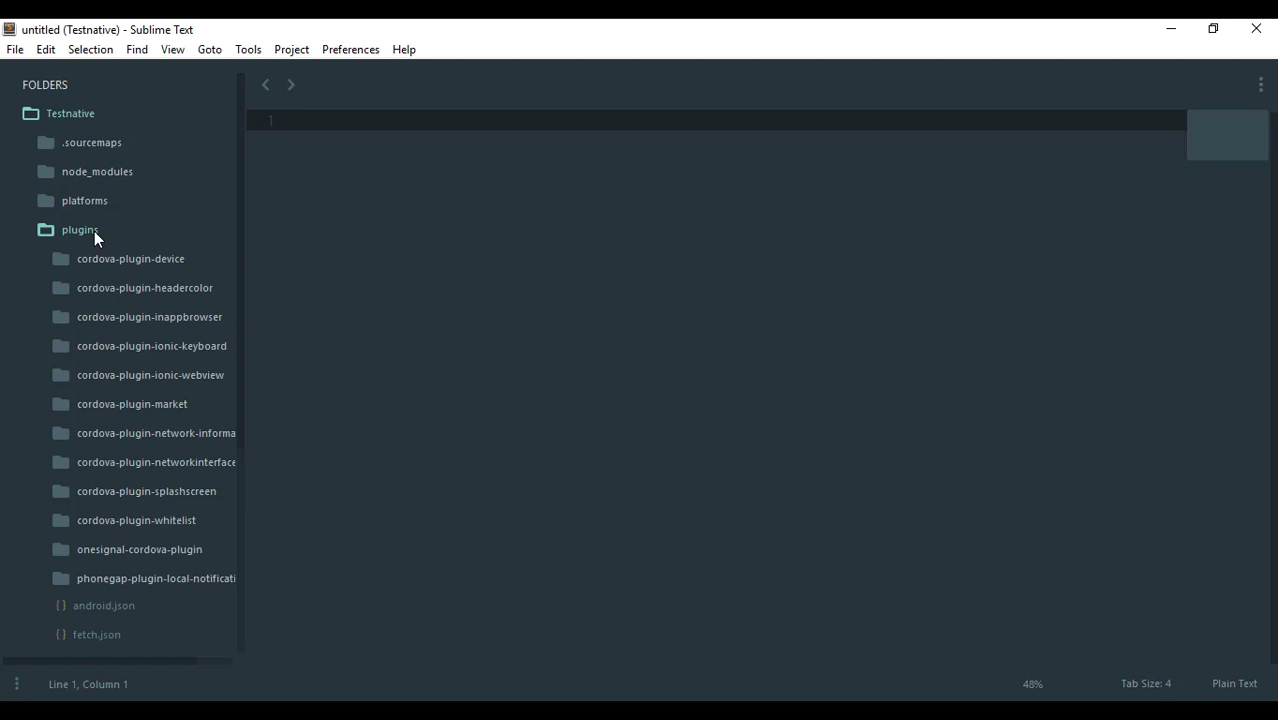 untitled (Testnative) - Sublime Text
File Edit Selection Find View Goto Tools Project Preferences Help
FOLDERS
Testnative
1
.sourcemaps
node_modules
platforms
plugins
cordova-plugin-device
cordova-plugin-headercolor
cordova-plugin-inappbrowser
cordova-plugin-ionic-keyboard
cordova-plugin-ionic-webview
cordova-plugin-market
cordova-plugin-network-informa
cordova-plugin-networkinterface
cordova-plugin-splashscreen
cordova-plugin-whitelist
onesignal-cordova-plugin
phonegap-plugin-local-notificati
{} android.json
{} fetch.json
Line 1, Column 1 48% Tab Size: 4 Plain Text